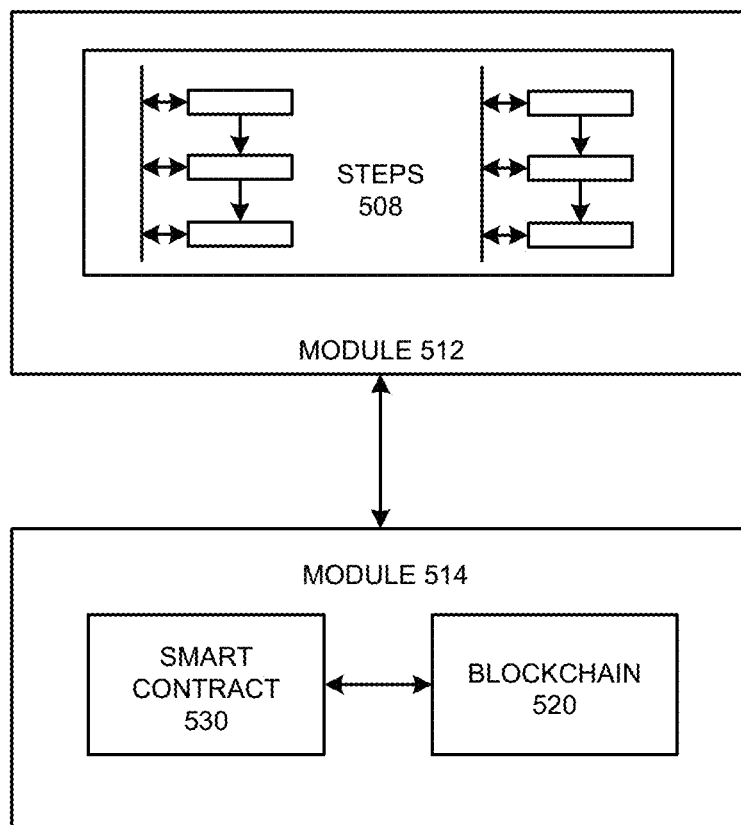 STEPS
508
MODULE 512
MODULE 514
SMART
CONTRACT
530
BLOCKCHAIN
520